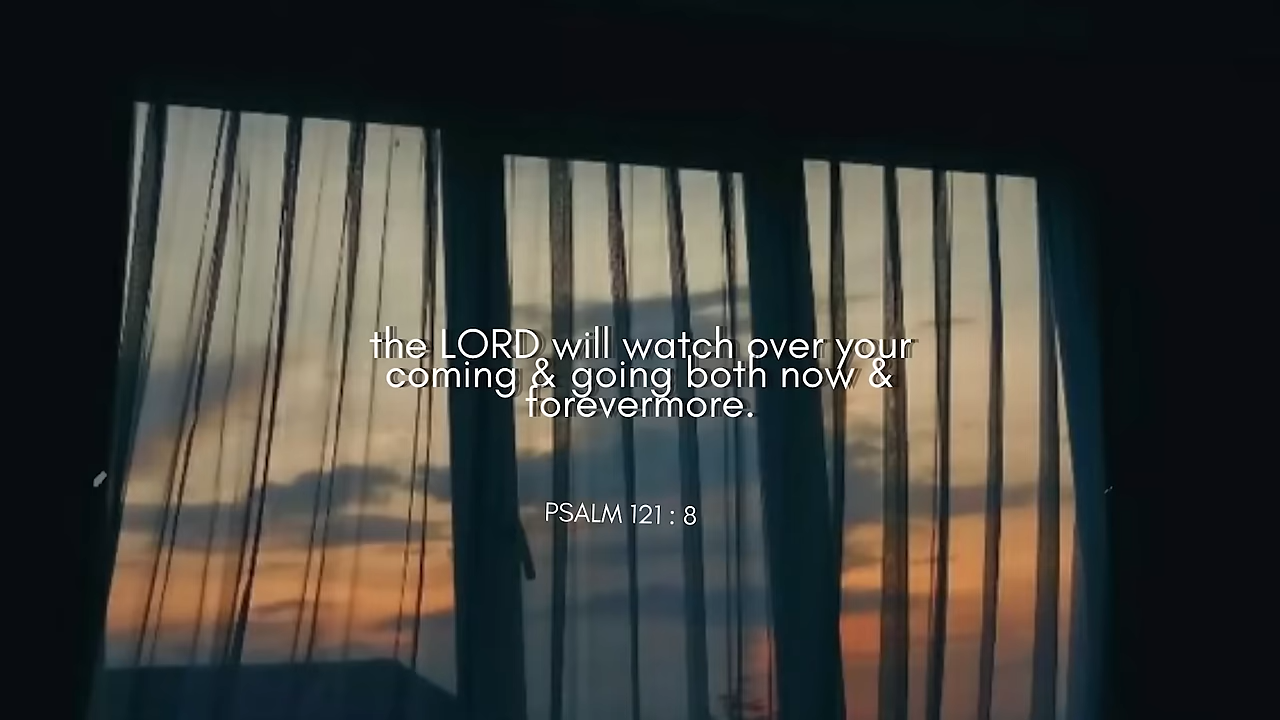 the LORD will watch over your
coming & going both now &
forevermore.
PSALM 121 : 8